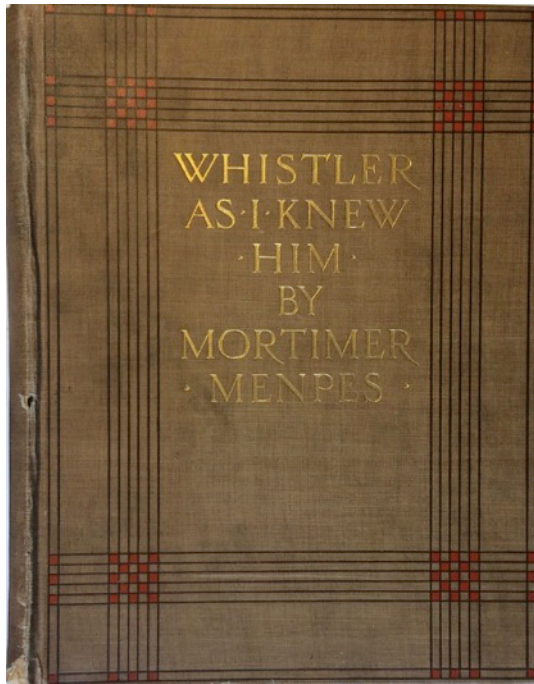 WHISTLER
AS·I·KNEW
·HIM·
BY
MORTIMER
·MENPES·